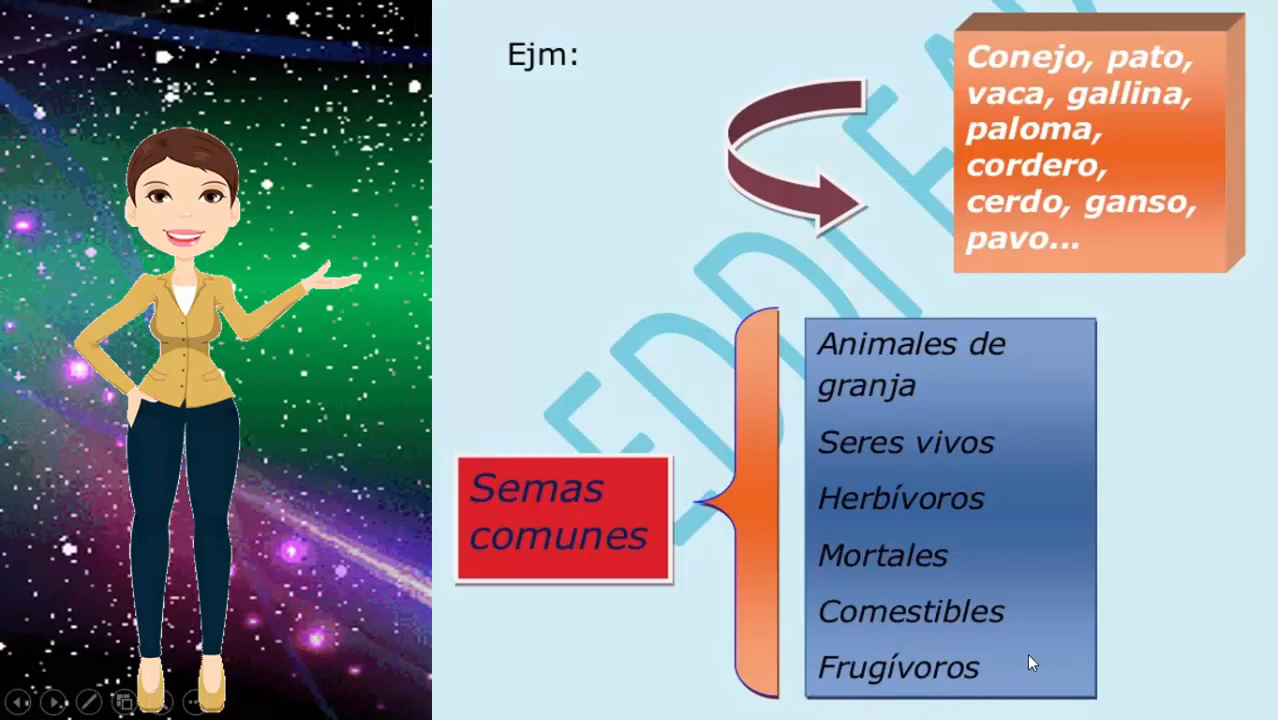 Ejm:
Conejo, pato,
vaca, gallina,
paloma,
cordero,
cerdo, ganso,
pavo...
Semas
comunes
Animales de
granja
Seres vivos
Herbívoros
Mortales
Comestibles
Frugívoros